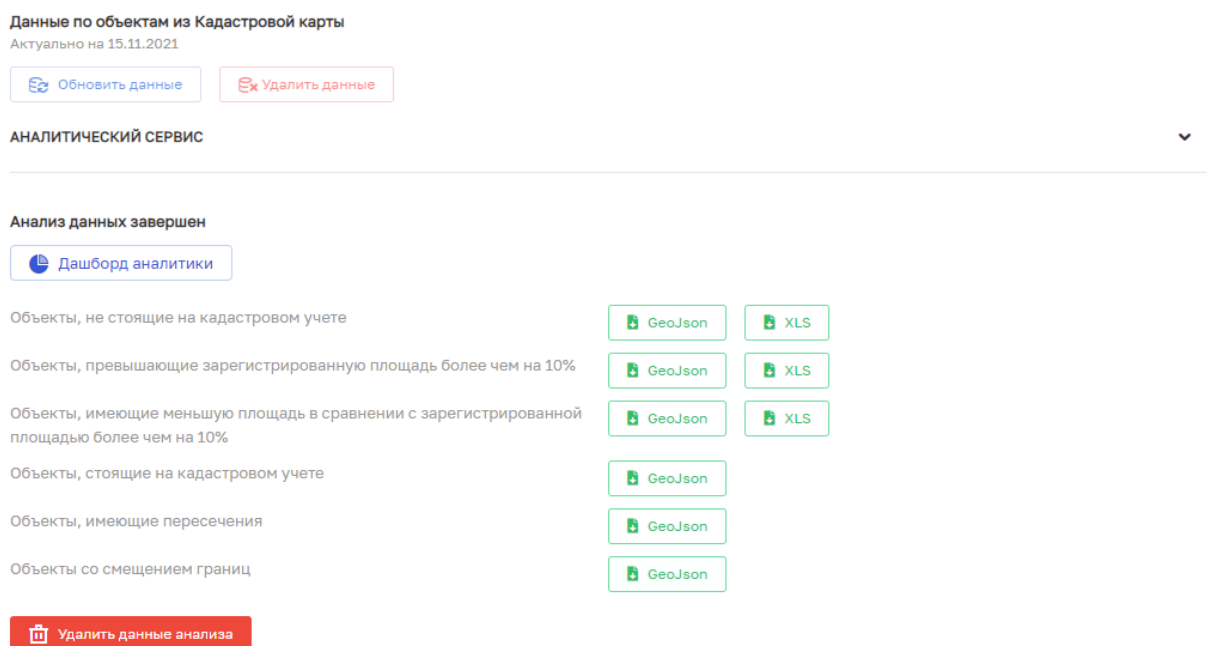 Данные по объектам из Кадастровой карты
Актуально на 15.11.2021
Обновить данные Удалить данные
АНАЛИТИЧЕСКИЙ СЕРВИС
Анализ данных завершен
Дашборд аналитики
Объекты, не стоящие на кадастровом учете GeoJson XLS
Объекты, превышающие зарегистрированную площадь более чем на 10% GeoJson XLS
Объекты, имеющие меньшую площадь в сравнении с зарегистрированной GeoJson XLS
площадью более чем на 10%
Объекты, стоящие на кадастровом учете GeoJson
Объекты, имеющие пересечения GeoJson
Объекты со смещением границ GeoJson
Удалить данные анализа